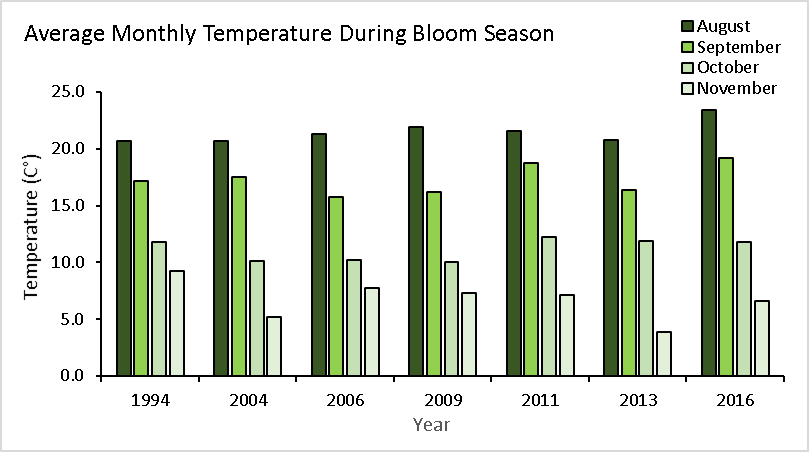 Average Monthly Temperature During Bloom Season
August
September
October
November
Temperature (C°)
25.0
20.0
15.0
10.0
5.0
0.0
1994 2004 2006 2009 2011 2013 2016
Year